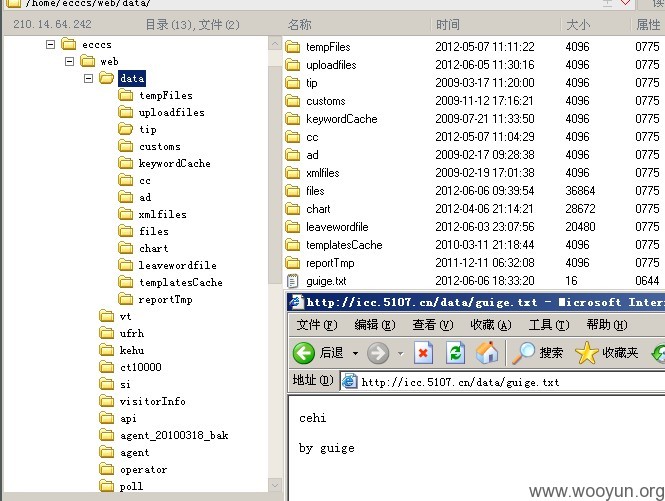 /home/ecccs/web/data/
210.14.64.242 目录(13),文件(2) 名称 时间 大小 属性
ecccs
web
data
tempFiles
uploadfiles
tip
customs
keywordCache
cc
ad
xmlfiles
files
chart
leavewordfile
templatesCache
reportTmp
vt
ufrh
kehu
ct10000
si
visitorInfo
api
agent_20100318_bak
agent
operator
poll
tempFiles 2012-05-07 11:11:22 4096 0775
uploadfiles 2012-06-05 11:30:16 4096 0775
tip 2009-03-17 11:20:00 4096 0775
customs 2009-11-12 17:16:21 4096 0775
keywordCache 2009-07-21 11:33:50 4096 0775
cc 2012-05-07 11:04:29 4096 0775
ad 2009-02-17 09:28:38 4096 0775
xmlfiles 2009-02-19 17:01:38 4096 0775
files 2012-06-06 09:39:54 36864 0775
chart 2012-04-06 21:14:21 28672 0775
leavewordfile 2012-06-03 23:07:56 20480 0775
templatesCache 2010-03-11 21:18:44 4096 0775
reportTmp 2011-12-11 06:32:08 4096 0775
guige.txt 2012-06-06 18:33:20 16 0644
http://icc.5107.cn/data/guige.txt - Microsoft Inter
文件(F) 编辑(E) 查看(V) 收藏(A) 工具(T) 帮助(H)
后退 搜索 收藏夹
地址(D) http://icc.5107.cn/data/guige.txt
cehi
by guige
www.wooyun.org